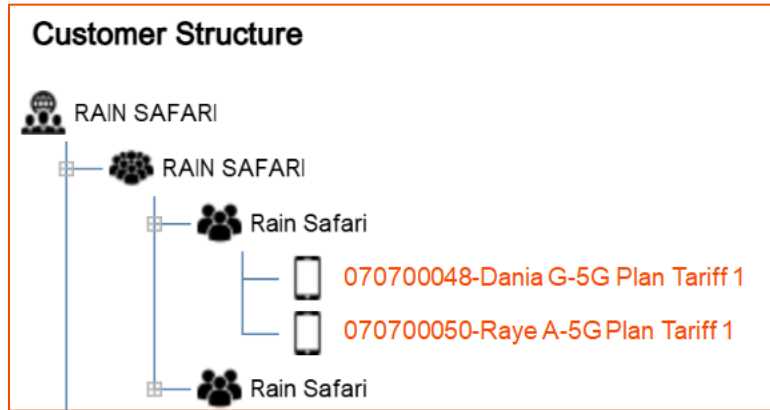 Customer Structure
RAIN SAFARI
RAIN SAFARI
Rain Safari
070700048-Dania G-5G Plan Tariff 1
070700050-Raye A-5G Plan Tariff 1
Rain Safari